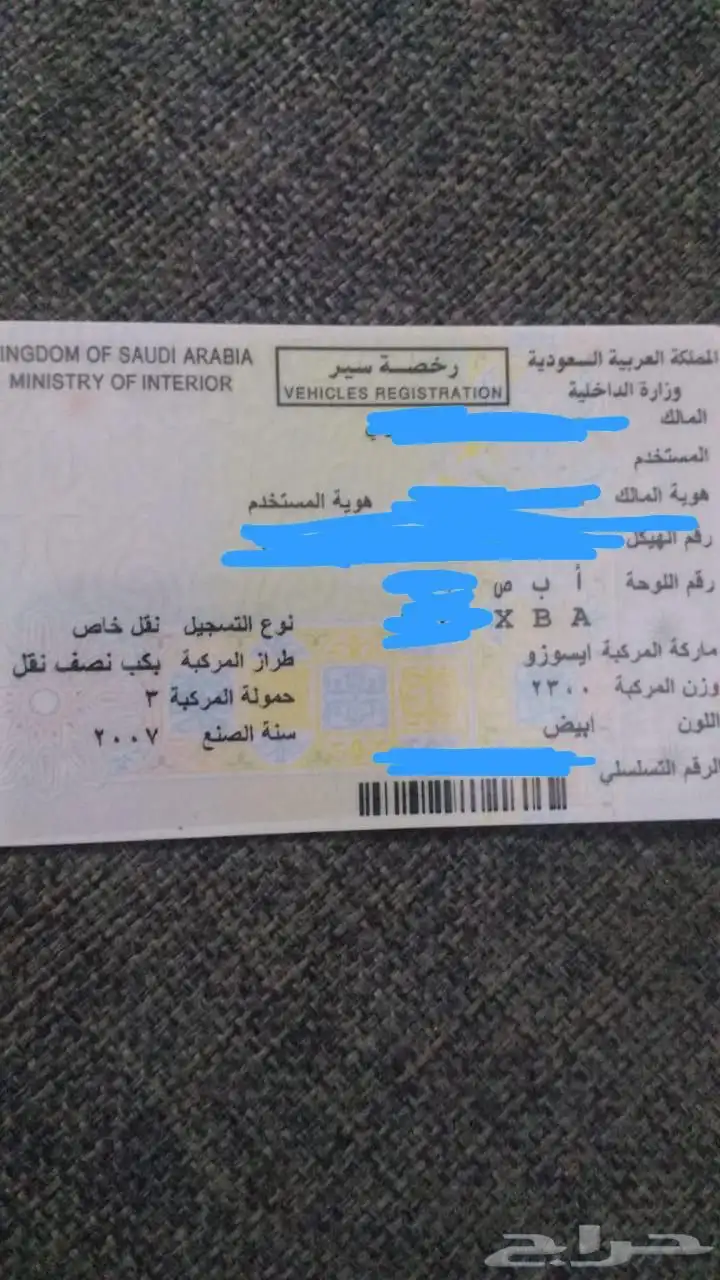 المملكة العربية السعودية رخصة سير INGDOM OF SAUDI ARABIA
وزارة الداخلية VEHICLES REGISTRATION MINISTRY OF INTERIOR
المالك
المستخدم
هوية المالك هوية المستخدم
رقم الهيكل
رقم اللوحة أ ب ص
A B X نوع التسجيل نقل خاص
ماركة المركبة ايسوزو طراز المركبة بكب نصف نقل
وزن المركبة ٢٣٠٠ حمولة المركبة ٣
اللون ابيض سنة الصنع ٢٠٠٧
الرقم التسلسلي
حراج